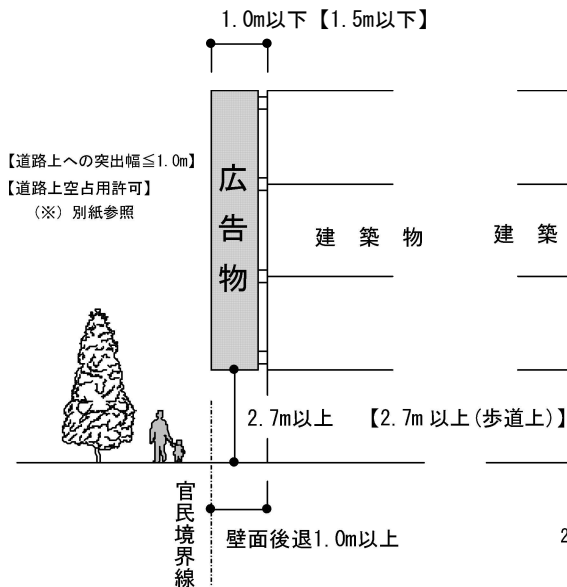 1.0m以下【1.5m以下】
【道路上への突出幅≦1.0m】
【道路上空占用許可】
(※) 別紙参照
広告物
建築物
建築
2.7m以上 【2.7m以上(歩道上)】
官民境界線
壁面後退1.0m以上
2